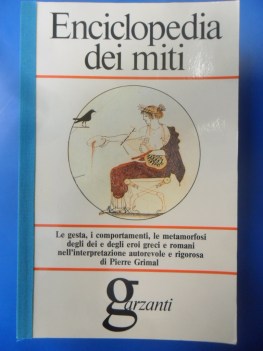 Enciclopedia
dei miti
Le gesta, i comportamenti, le metamorfosi
degli dei e degli eroi greci e romani
nell'interpretazione autorevole e rigorosa
di Pierre Grimal
garzanti